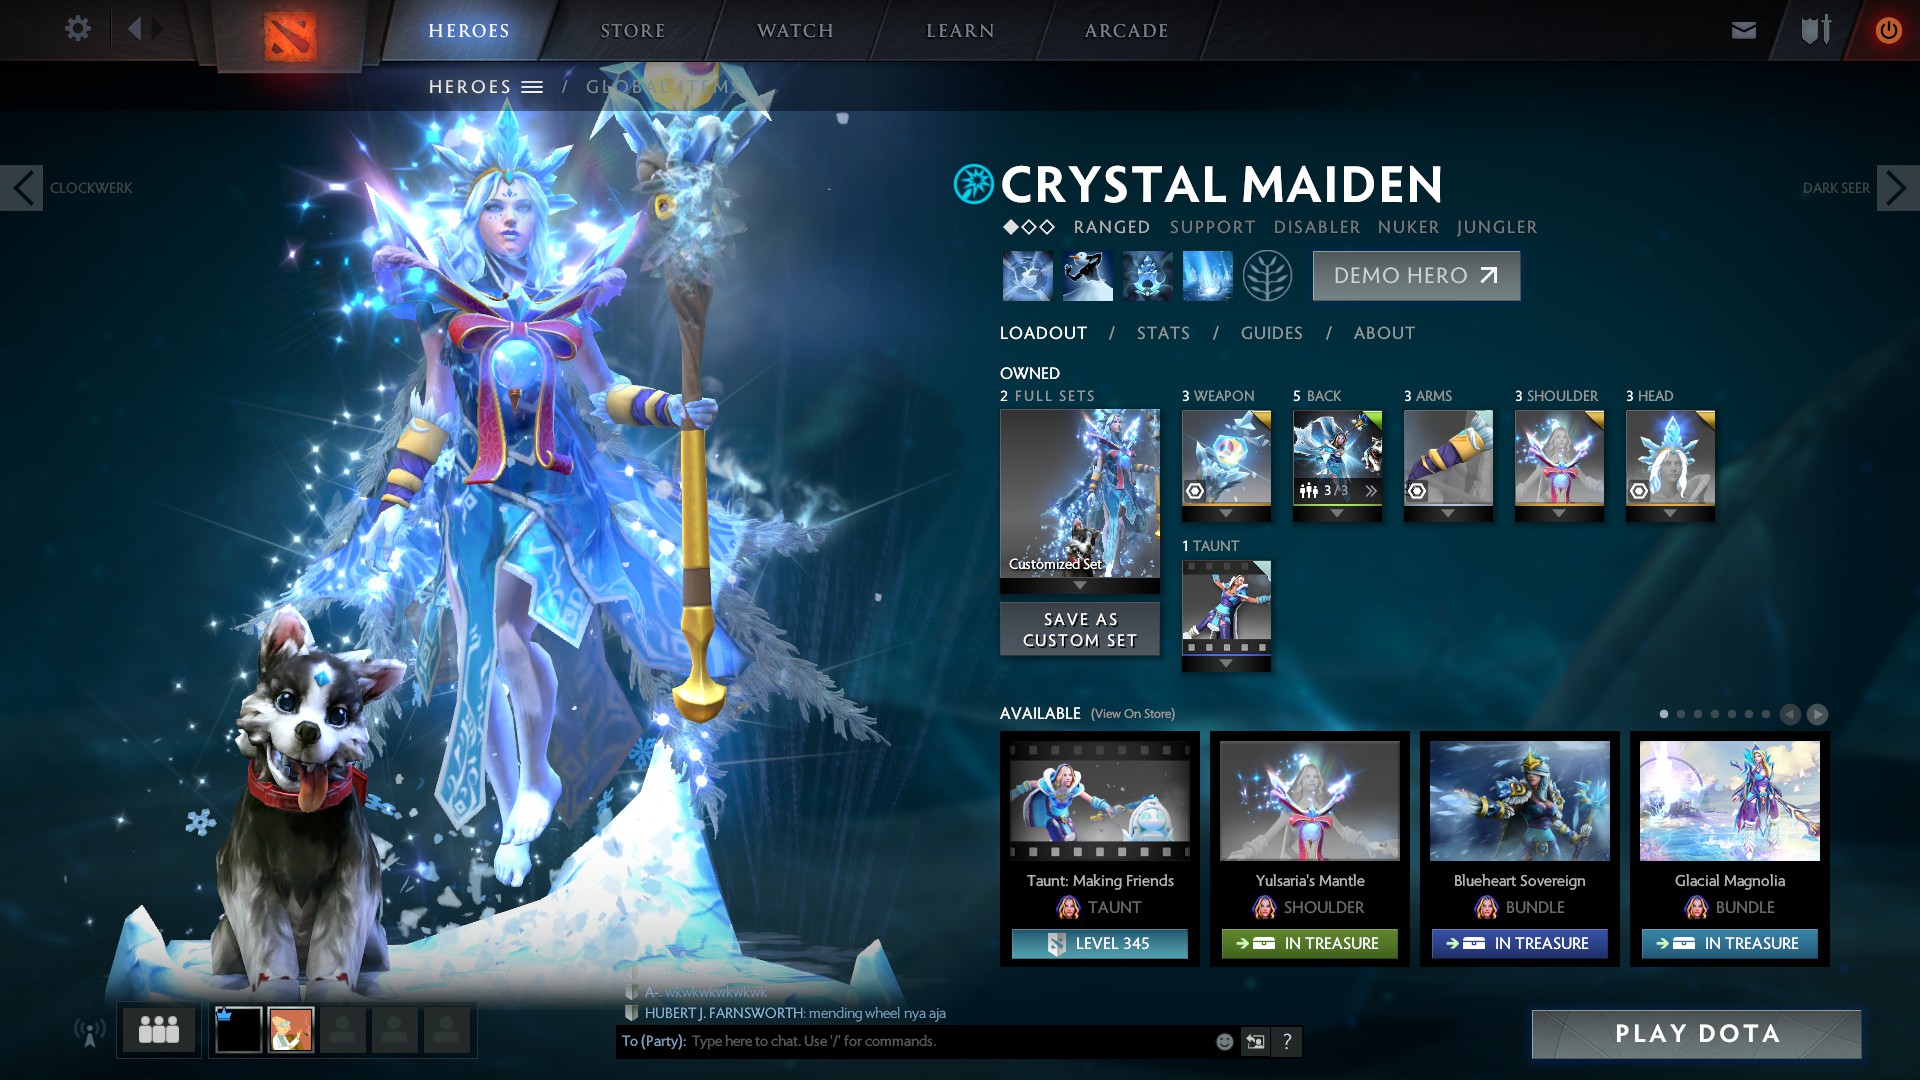 HEROES
STORE
WATCH
LEARN
ARCADE
HEROES / GLOBAL ITEMS
CLOCKWERK
DARK SEER
CRYSTAL MAIDEN
RANGED SUPPORT DISABLER NUKER JUNGLER
DEMO HERO
LOADOUT / STATS / GUIDES / ABOUT
OWNED
2 FULL SETS
3 WEAPON
5 BACK
3 ARMS
3 SHOULDER
3 HEAD
3/3
Customized Set
1 TAUNT
SAVE AS
CUSTOM SET
AVAILABLE (View On Store)
Taunt: Making Friends
TAUNT
LEVEL 345
Yulsaria's Mantle
SHOULDER
IN TREASURE
Blueheart Sovereign
BUNDLE
IN TREASURE
Glacial Magnolia
BUNDLE
IN TREASURE
A-: wkwkwkwkwkwk
HUBERT J. FARNSWORTH: mending wheel nya aja
To (Party): Type here to chat. Use '/' for commands.
?
PLAY DOTA